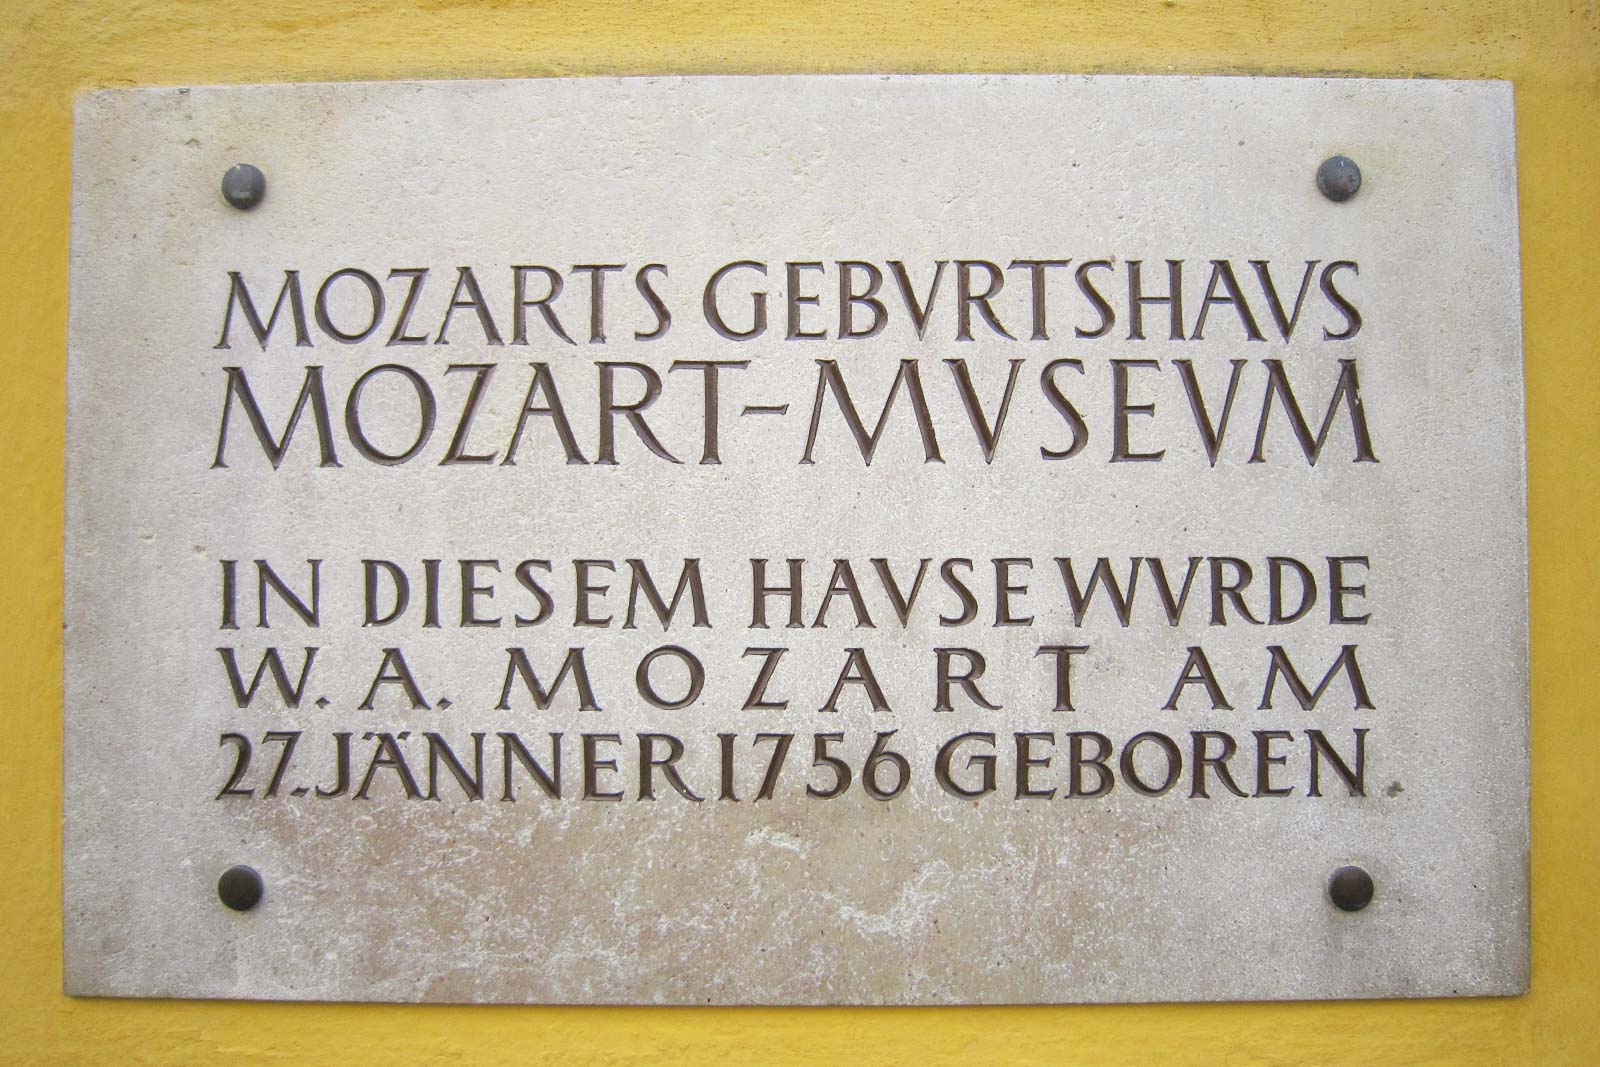 MOZARTS GEBVRTSHAVS
MOZART-MVSEVM
IN DIESEM HAVSE WVRDE
W. A. MOZART AM
27. JÄNNER 1756 GEBOREN